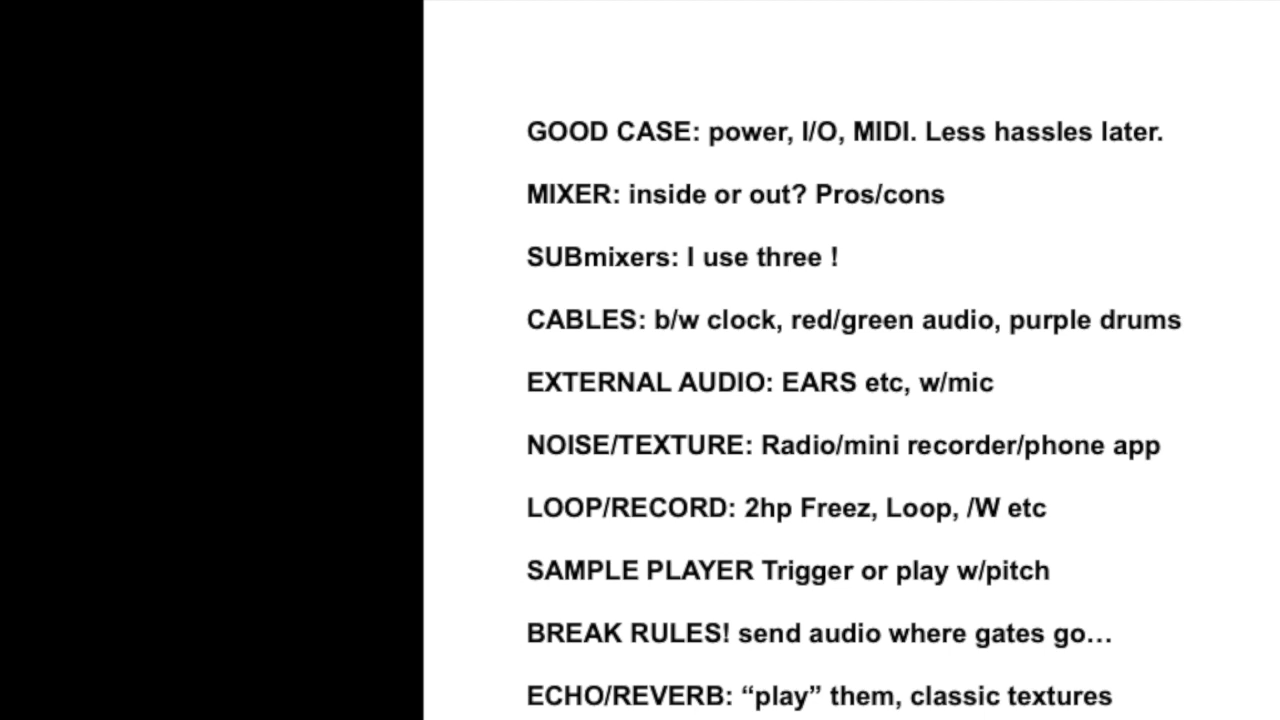 GOOD CASE: power, I/O, MIDI. Less hassles later.
MIXER: inside or out? Pros/cons
SUBmixers: I use three !
CABLES: b/w clock, red/green audio, purple drums
EXTERNAL AUDIO: EARS etc, w/mic
NOISE/TEXTURE: Radio/mini recorder/phone app
LOOP/RECORD: 2hp Freez, Loop, /W etc
SAMPLE PLAYER Trigger or play w/pitch
BREAK RULES! send audio where gates go…
ECHO/REVERB: “play” them, classic textures